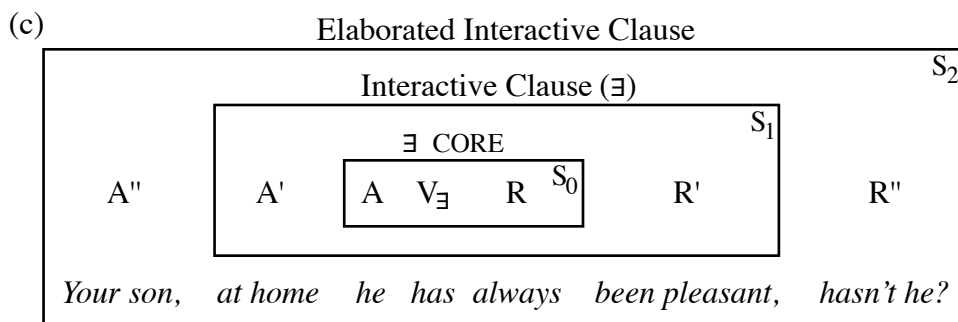 (c)
Elaborated Interactive Clause
S₂
Interactive Clause (∃)
S₁
∃ CORE
S₀
A" A' A V∃ R R' R"
Your son, at home he has always been pleasant, hasn't he?